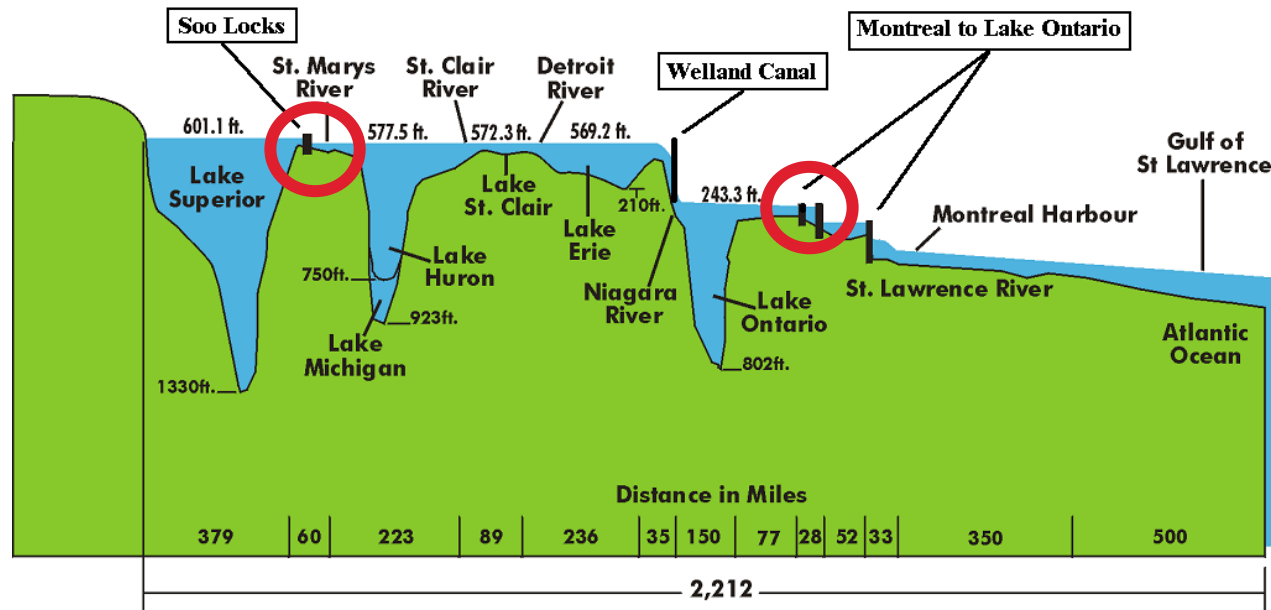 Soo Locks
Montreal to Lake Ontario
Welland Canal
St. Marys
River
St. Clair
River
Detroit
River
601.1 ft.
577.5 ft.
572.3 ft.
569.2 ft.
Gulf of
St Lawrence
Lake
Superior
Lake
St. Clair
210ft.
243.3 ft.
Montreal Harbour
Lake
Erie
Lake
Huron
750ft.
Niagara
River
Lake
Ontario
St. Lawrence River
923ft.
Lake
Michigan
Atlantic
Ocean
802ft.
1330ft.
Distance in Miles
379 60 223 89 236 35 150 77 28 52 33 350 500
2,212